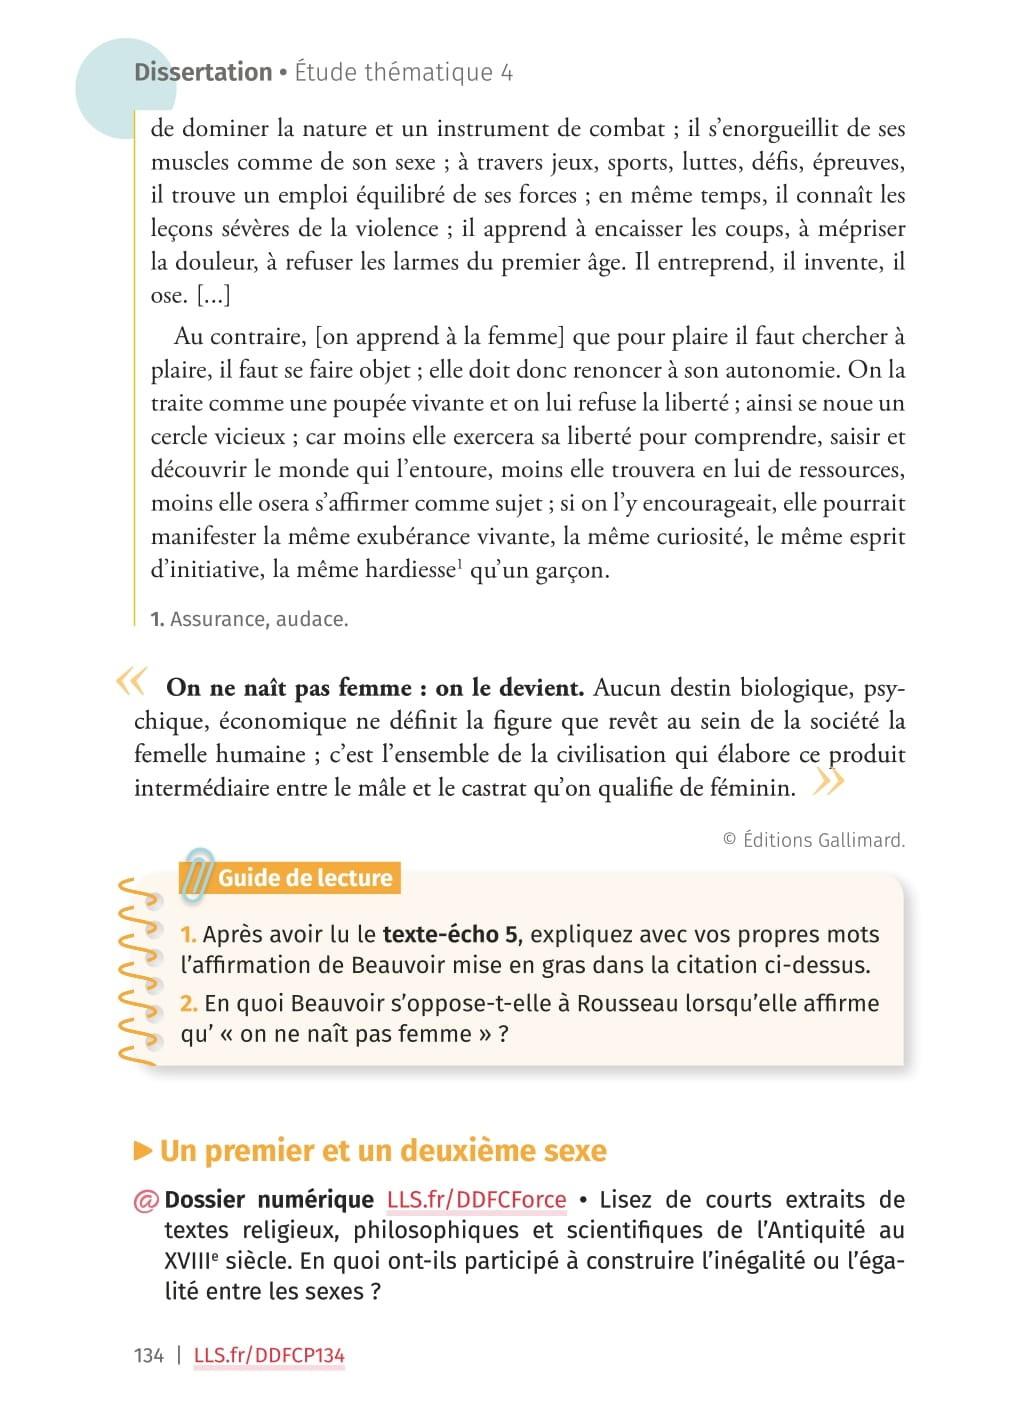 Dissertation • Étude thématique 4
de dominer la nature et un instrument de combat ; il s’enorgueillit de ses
muscles comme de son sexe ; à travers jeux, sports, luttes, défis, épreuves,
il trouve un emploi équilibré de ses forces ; en même temps, il connaît les
leçons sévères de la violence ; il apprend à encaisser les coups, à mépriser
la douleur, à refuser les larmes du premier âge. Il entreprend, il invente, il
ose. [...]
Au contraire, [on apprend à la femme] que pour plaire il faut chercher à
plaire, il faut se faire objet ; elle doit donc renoncer à son autonomie. On la
traite comme une poupée vivante et on lui refuse la liberté ; ainsi se noue un
cercle vicieux ; car moins elle exercera sa liberté pour comprendre, saisir et
découvrir le monde qui l’entoure, moins elle trouvera en lui de ressources,
moins elle osera s’affirmer comme sujet ; si on l’y encourageait, elle pourrait
manifester la même exubérance vivante, la même curiosité, le même esprit
d’initiative, la même hardiesse¹ qu’un garçon.
1. Assurance, audace.
« On ne naît pas femme : on le devient. Aucun destin biologique, psy-
chique, économique ne définit la figure que revêt au sein de la société la
femelle humaine ; c’est l’ensemble de la civilisation qui élabore ce produit
intermédiaire entre le mâle et le castrat qu’on qualifie de féminin. »
© Éditions Gallimard.
Guide de lecture
1. Après avoir lu le texte-écho 5, expliquez avec vos propres mots
l’affirmation de Beauvoir mise en gras dans la citation ci-dessus.
2. En quoi Beauvoir s’oppose-t-elle à Rousseau lorsqu’elle affirme
qu’ « on ne naît pas femme » ?
Un premier et un deuxième sexe
@ Dossier numérique LLS.fr/DDFCForce • Lisez de courts extraits de
textes religieux, philosophiques et scientifiques de l’Antiquité au
XVIIIᵉ siècle. En quoi ont-ils participé à construire l’inégalité ou l’éga-
lité entre les sexes ?
134 | LLS.fr/DDFCP134